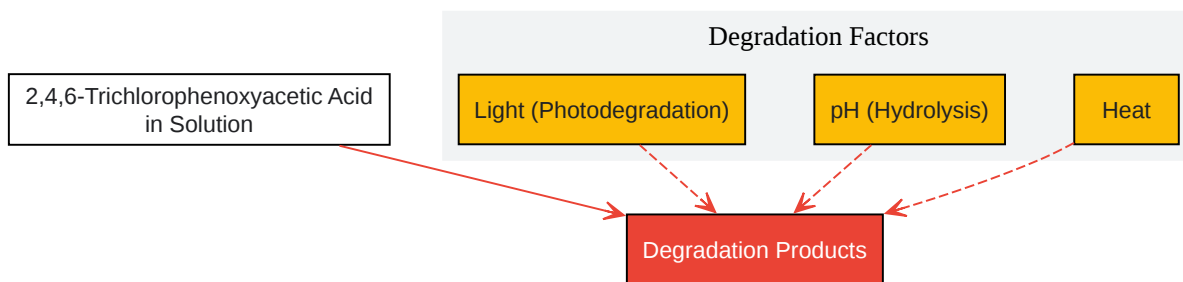 Degradation Factors
2,4,6-Trichlorophenoxyacetic Acid
in Solution
Light (Photodegradation)
pH (Hydrolysis)
Heat
Degradation Products